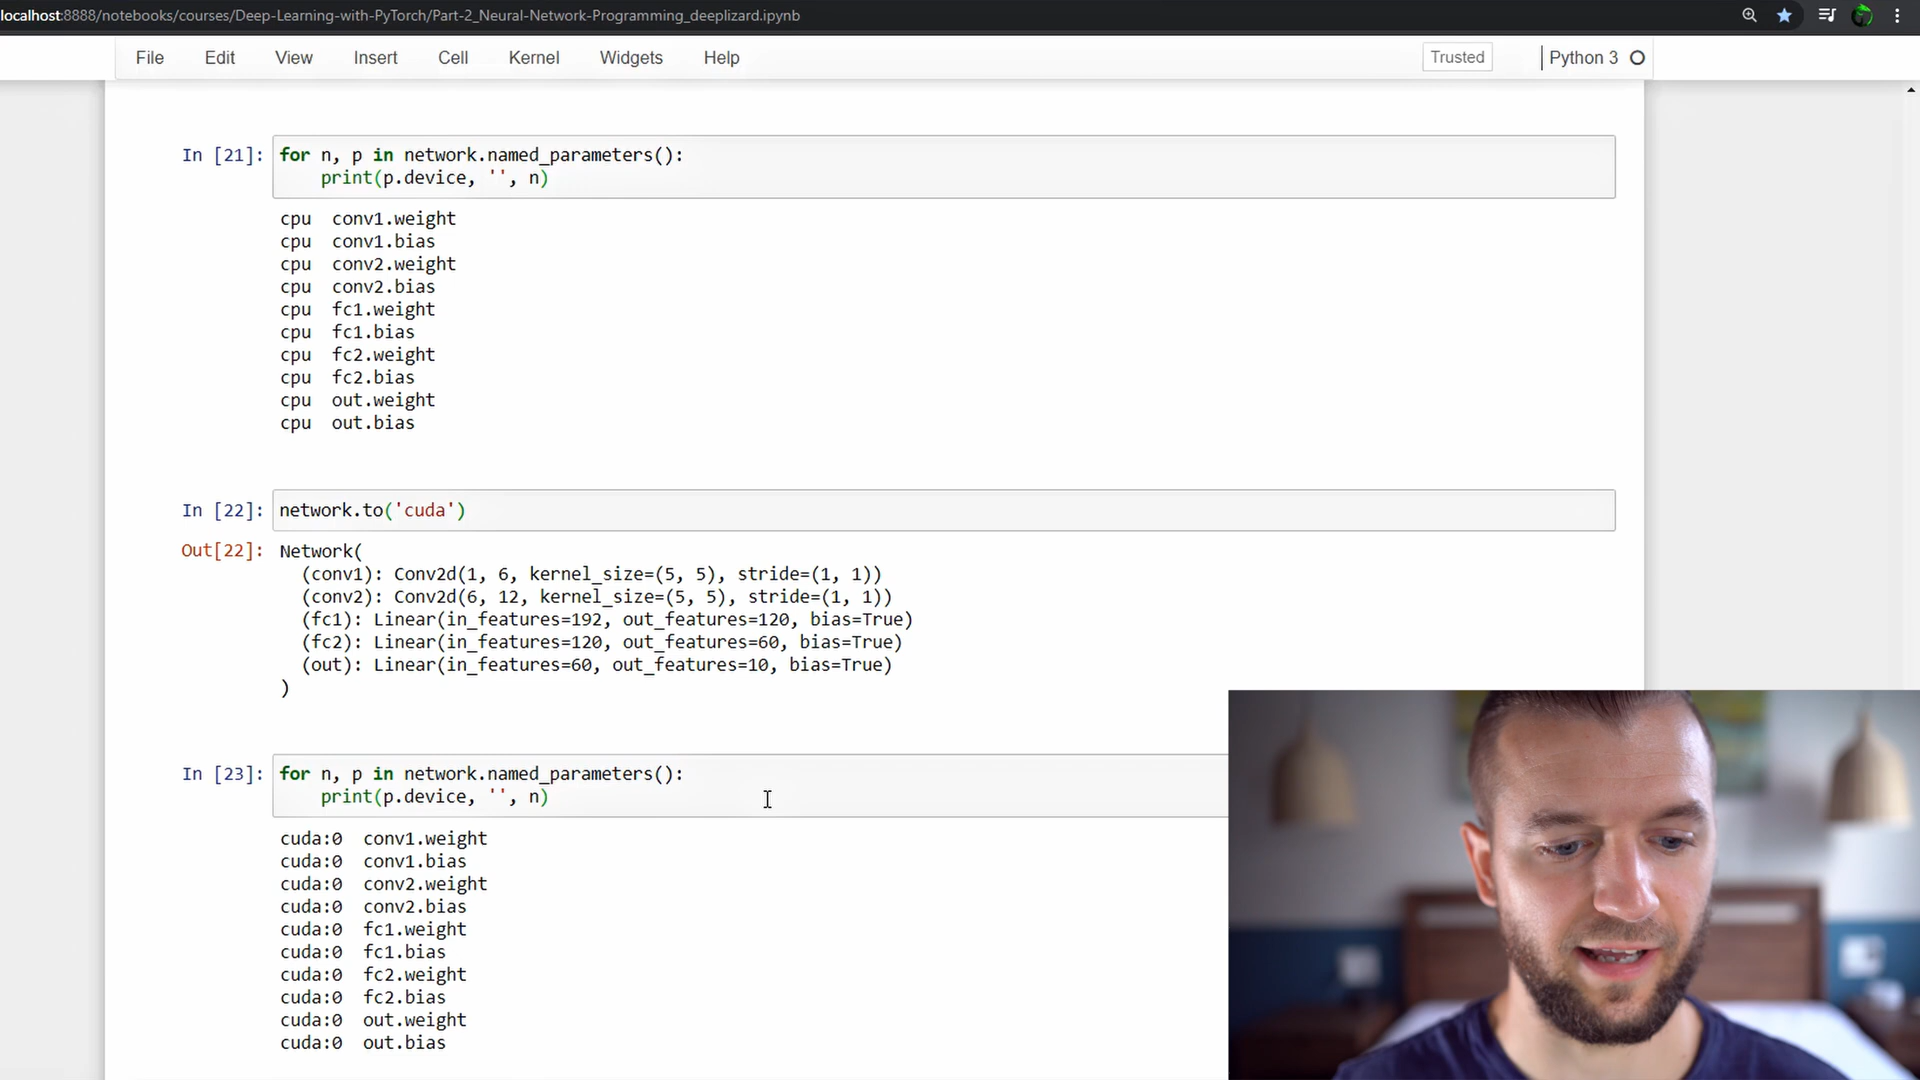 localhost:8888/notebooks/courses/Deep-Learning-with-PyTorch/Part-2_Neural-Network-Programming_deeplizard.ipynb
File Edit View Insert Cell Kernel Widgets Help Trusted Python 3
In [21]: for n, p in network.named_parameters():
print(p.device, '', n)
cpu conv1.weight
cpu conv1.bias
cpu conv2.weight
cpu conv2.bias
cpu fc1.weight
cpu fc1.bias
cpu fc2.weight
cpu fc2.bias
cpu out.weight
cpu out.bias
In [22]: network.to('cuda')
Out[22]: Network(
(conv1): Conv2d(1, 6, kernel_size=(5, 5), stride=(1, 1))
(conv2): Conv2d(6, 12, kernel_size=(5, 5), stride=(1, 1))
(fc1): Linear(in_features=192, out_features=120, bias=True)
(fc2): Linear(in_features=120, out_features=60, bias=True)
(out): Linear(in_features=60, out_features=10, bias=True)
)
In [23]: for n, p in network.named_parameters():
print(p.device, '', n)
cuda:0 conv1.weight
cuda:0 conv1.bias
cuda:0 conv2.weight
cuda:0 conv2.bias
cuda:0 fc1.weight
cuda:0 fc1.bias
cuda:0 fc2.weight
cuda:0 fc2.bias
cuda:0 out.weight
cuda:0 out.bias